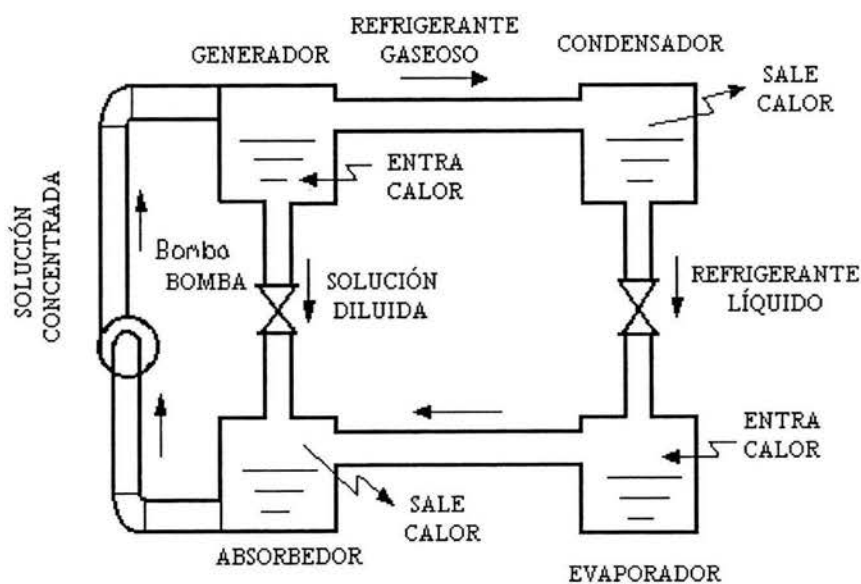 REFRIGERANTE
GASEOSO
GENERADOR
CONDENSADOR
SALE
CALOR
ENTRA
CALOR
SOLUCIÓN
CONCENTRADA
Bomba
BOMBA
SOLUCIÓN
DILUIDA
REFRIGERANTE
LÍQUIDO
ENTRA
CALOR
SALE
CALOR
ABSORBEDOR
EVAPORADOR